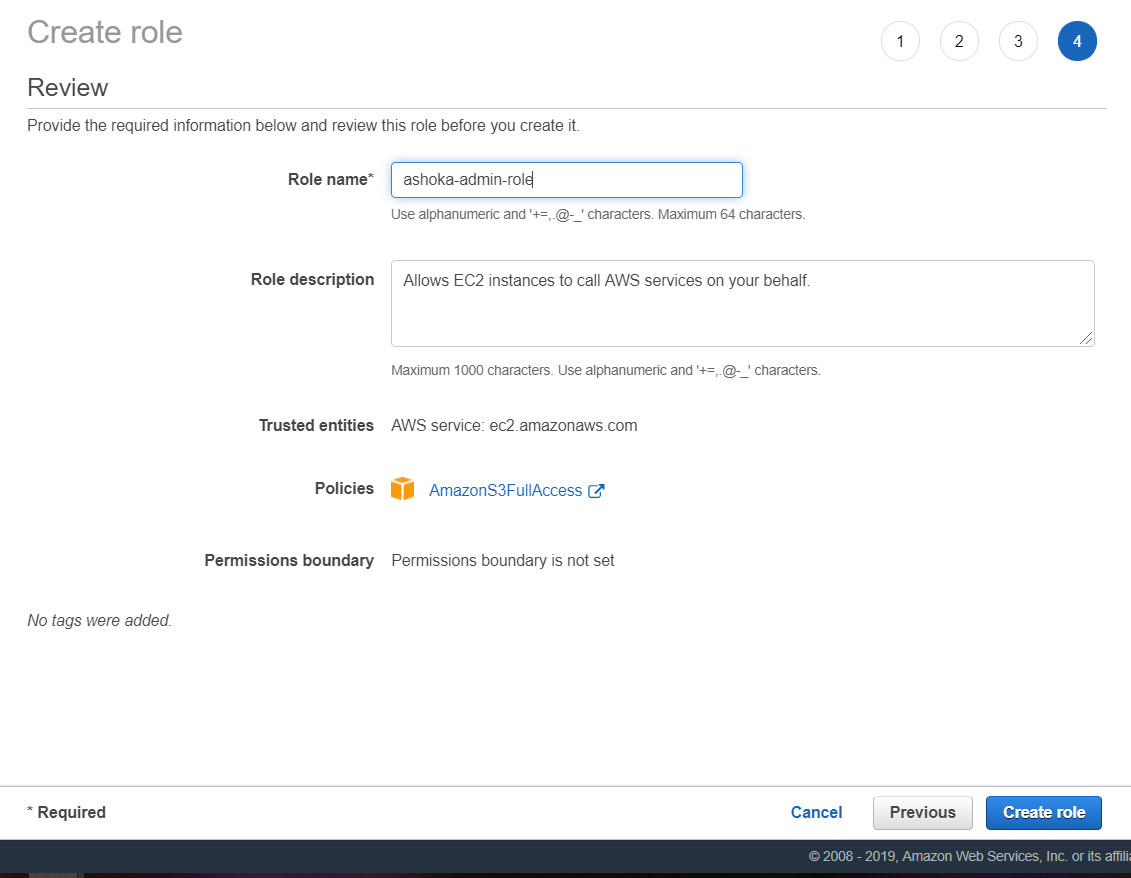 Create role
1 2 3 4
Review
Provide the required information below and review this role before you create it.
Role name* ashoka-admin-role
Use alphanumeric and '+=,.@-_' characters. Maximum 64 characters.
Role description Allows EC2 instances to call AWS services on your behalf.
Maximum 1000 characters. Use alphanumeric and '+=,.@-_' characters.
Trusted entities AWS service: ec2.amazonaws.com
Policies AmazonS3FullAccess
Permissions boundary Permissions boundary is not set
No tags were added.
* Required Cancel Previous Create role
© 2008 - 2019, Amazon Web Services, Inc. or its affilia